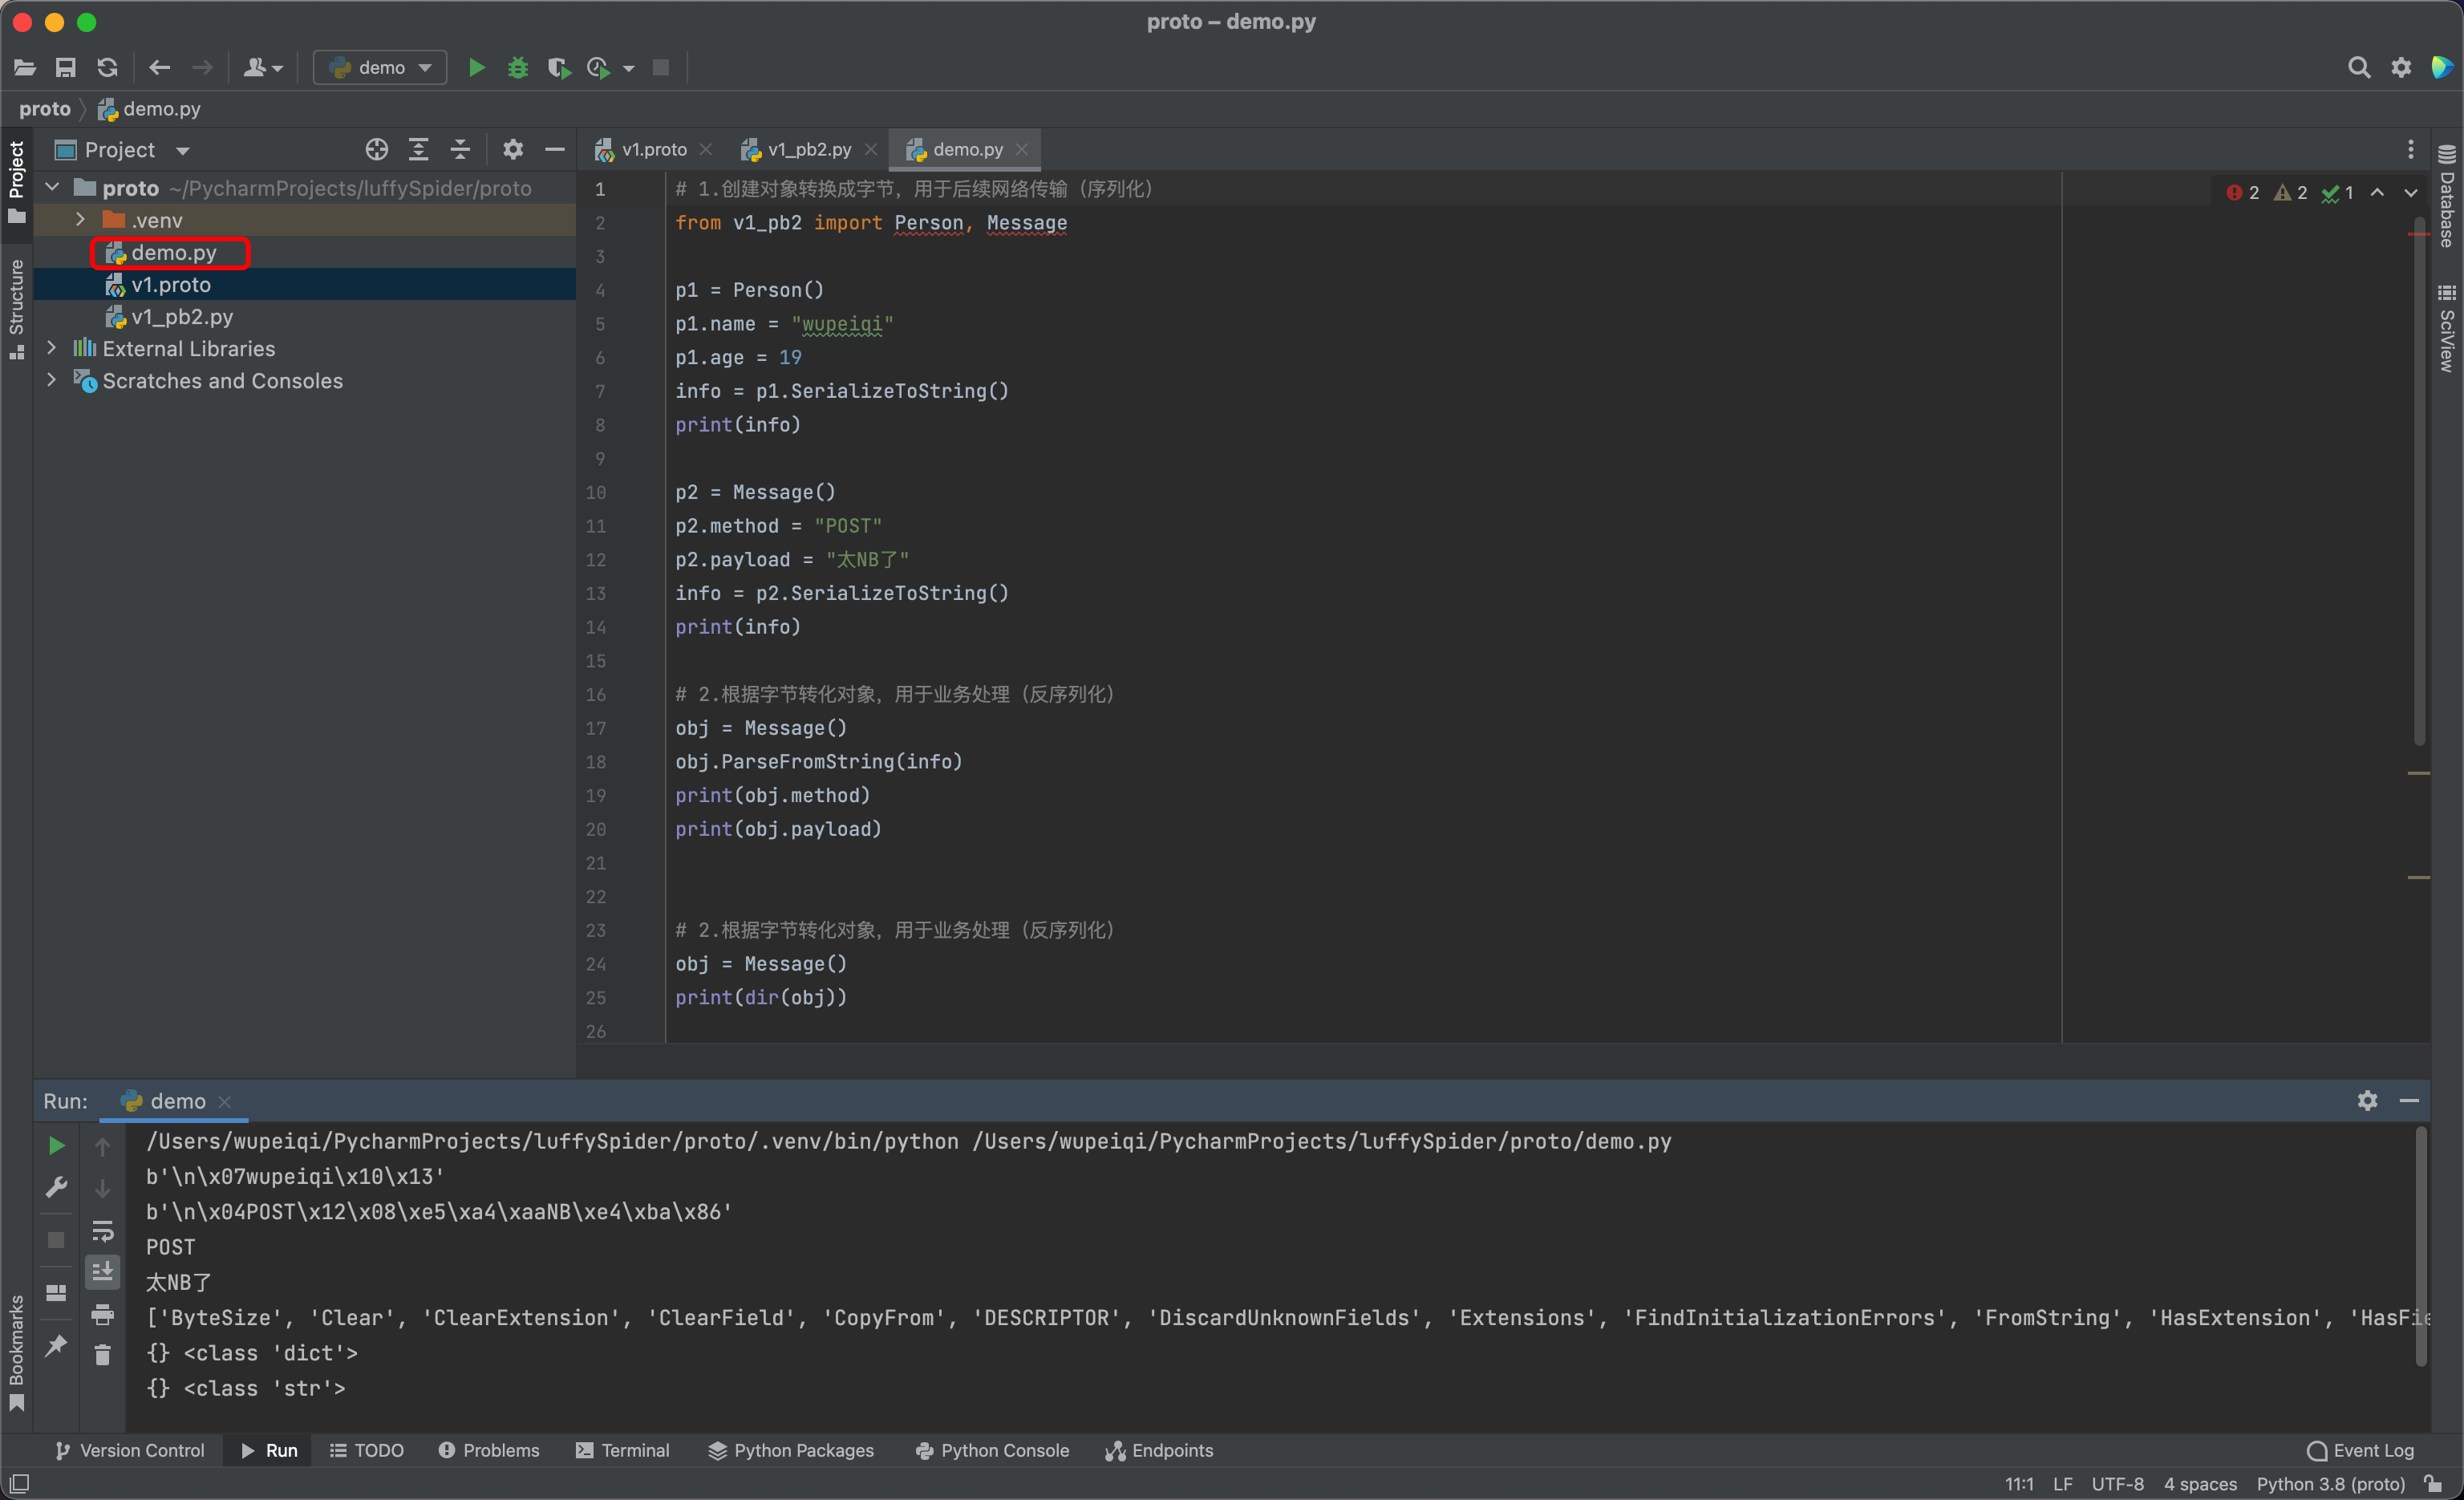 proto – demo.py
demo
proto
demo.py
Project
Structure
Bookmarks
Project
proto ~/PycharmProjects/luffySpider/proto
.venv
demo.py
v1.proto
v1_pb2.py
External Libraries
Scratches and Consoles
v1.proto
v1_pb2.py
demo.py
2
2
1
Database
SciView
1 # 1.创建对象转换成字节，用于后续网络传输（序列化）
2 from v1_pb2 import Person, Message
3
4 p1 = Person()
5 p1.name = "wupeiqi"
6 p1.age = 19
7 info = p1.SerializeToString()
8 print(info)
9
10 p2 = Message()
11 p2.method = "POST"
12 p2.payload = "太NB了"
13 info = p2.SerializeToString()
14 print(info)
15
16 # 2.根据字节转化对象，用于业务处理（反序列化）
17 obj = Message()
18 obj.ParseFromString(info)
19 print(obj.method)
20 print(obj.payload)
21
22
23 # 2.根据字节转化对象，用于业务处理（反序列化）
24 obj = Message()
25 print(dir(obj))
26
Run: demo
/Users/wupeiqi/PycharmProjects/luffySpider/proto/.venv/bin/python /Users/wupeiqi/PycharmProjects/luffySpider/proto/demo.py
b'\n\x07wupeiqi\x10\x13'
b'\n\x04POST\x12\x08\xe5\xa4\xaaNB\xe4\xba\x86'
POST
太NB了
['ByteSize', 'Clear', 'ClearExtension', 'ClearField', 'CopyFrom', 'DESCRIPTOR', 'DiscardUnknownFields', 'Extensions', 'FindInitializationErrors', 'FromString', 'HasExtension', 'HasFie
{} <class 'dict'>
{} <class 'str'>
Version Control
Run
TODO
Problems
Terminal
Python Packages
Python Console
Endpoints
Event Log
11:1 LF UTF-8 4 spaces Python 3.8 (proto)